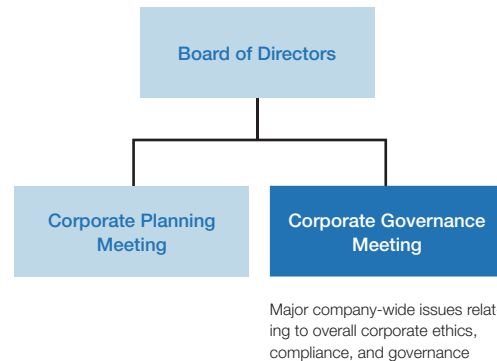 Board of Directors
Corporate Planning
Meeting
Corporate Governance
Meeting
Major company-wide issues relat-
ing to overall corporate ethics,
compliance, and governance